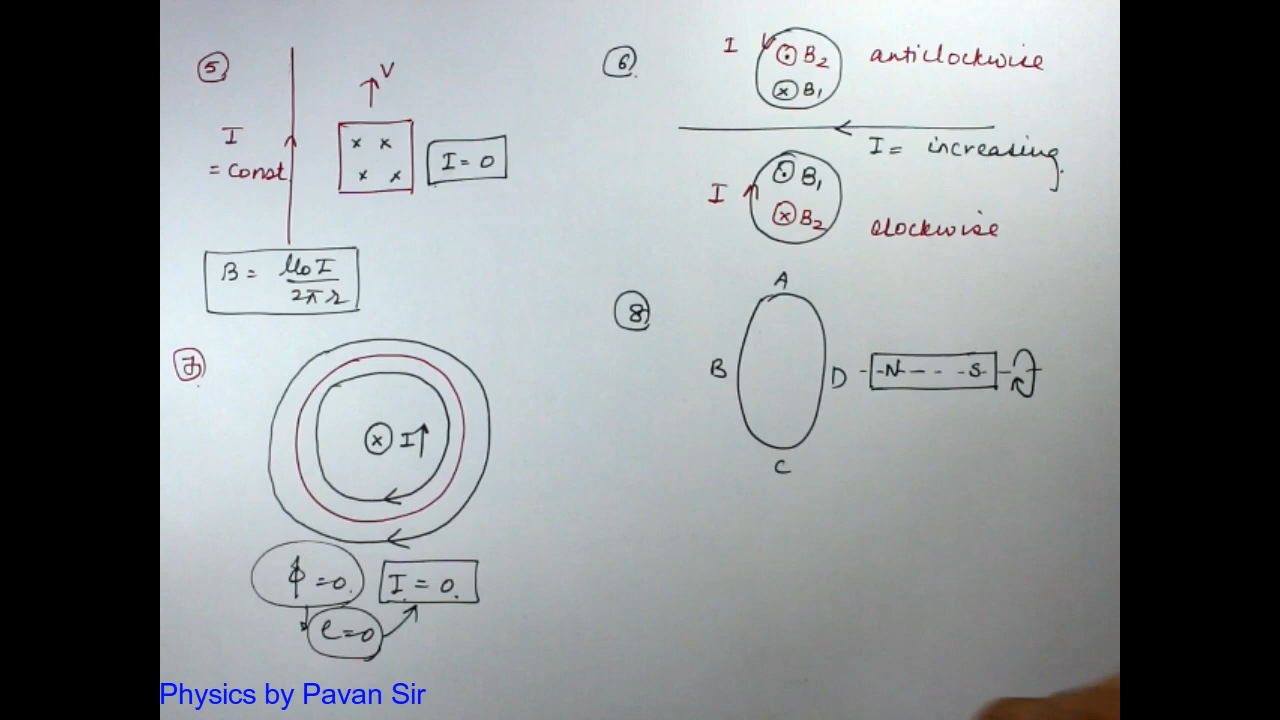 5
V
I
= const
x x
x x
I = 0
B = μ₀I
2πr
6
I
⊙ B₂
⊗ B₁
anticlockwise
I = increasing
⊙ B₁
I
⊗ B₂
clockwise
7
⊗ I↑
ϕ = 0.
I = 0.
e = 0
8
A
B
D
N
S
C
Physics by Pavan Sir